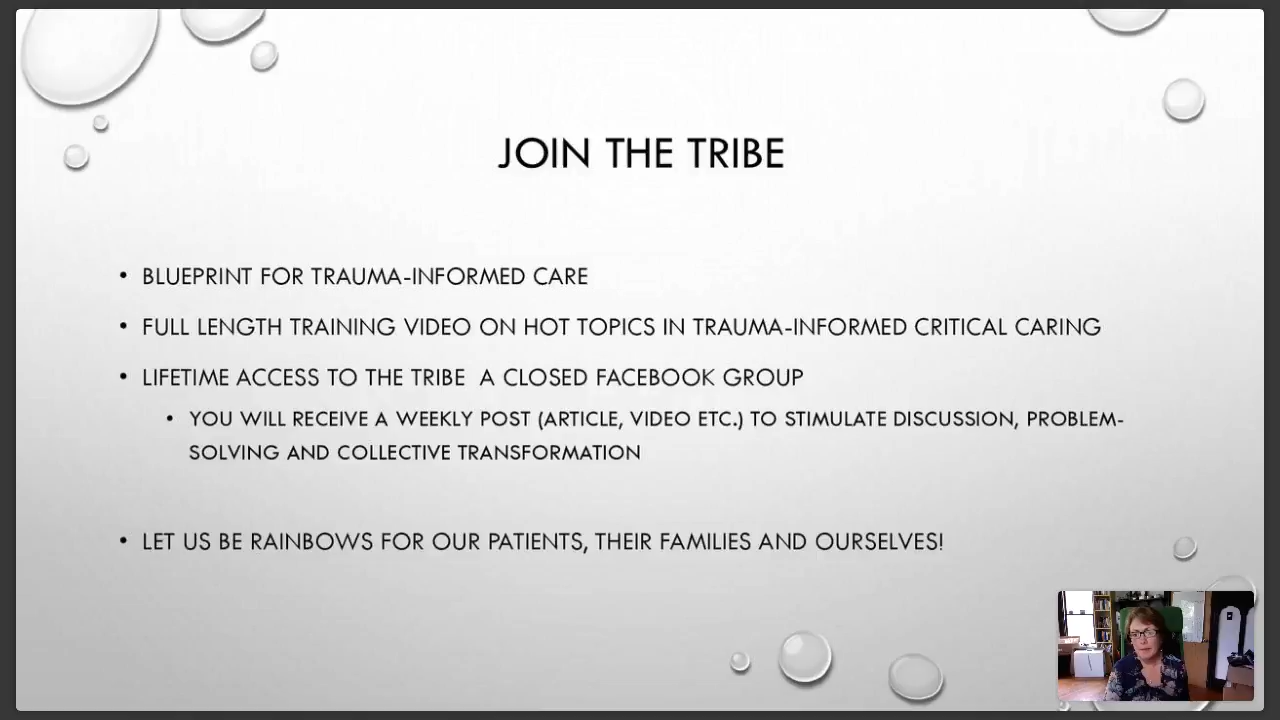 JOIN THE TRIBE
• BLUEPRINT FOR TRAUMA-INFORMED CARE
• FULL LENGTH TRAINING VIDEO ON HOT TOPICS IN TRAUMA-INFORMED CRITICAL CARING
• LIFETIME ACCESS TO THE TRIBE  A CLOSED FACEBOOK GROUP
• YOU WILL RECEIVE A WEEKLY POST (ARTICLE, VIDEO ETC.) TO STIMULATE DISCUSSION, PROBLEM-
SOLVING AND COLLECTIVE TRANSFORMATION
• LET US BE RAINBOWS FOR OUR PATIENTS, THEIR FAMILIES AND OURSELVES!